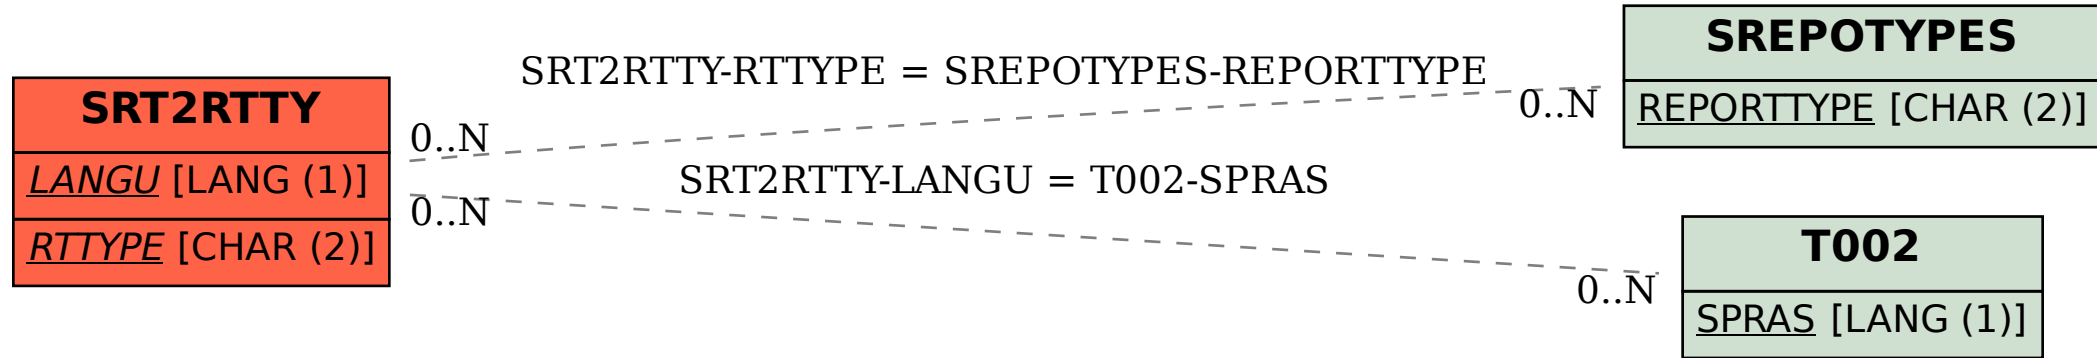 SRT2RTTY
LANGU [LANG (1)]
RTTYPE [CHAR (2)]
SRT2RTTY-RTTYPE = SREPOTYPES-REPORTTYPE
0..N
0..N
SRT2RTTY-LANGU = T002-SPRAS
0..N
0..N
SREPOTYPES
REPORTTYPE [CHAR (2)]
T002
SPRAS [LANG (1)]